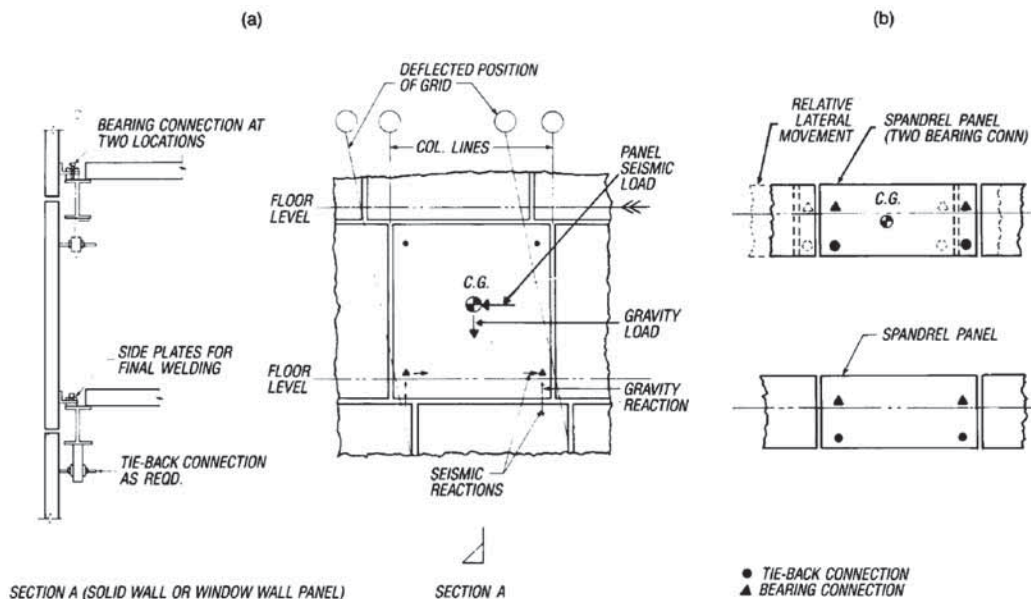 (a)
BEARING CONNECTION AT
TWO LOCATIONS
SIDE PLATES FOR
FINAL WELDING
TIE-BACK CONNECTION
AS REQD.
SECTION A (SOLID WALL OR WINDOW WALL PANEL)
DEFLECTED POSITION
OF GRID
COL. LINES
PANEL
SEISMIC
LOAD
FLOOR
LEVEL
C.G.
GRAVITY
LOAD
FLOOR
LEVEL
GRAVITY
REACTION
SEISMIC
REACTIONS
SECTION A
(b)
RELATIVE
LATERAL
MOVEMENT
SPANDREL PANEL
(TWO BEARING CONN)
C.G.
SPANDREL PANEL
TIE-BACK CONNECTION
BEARING CONNECTION